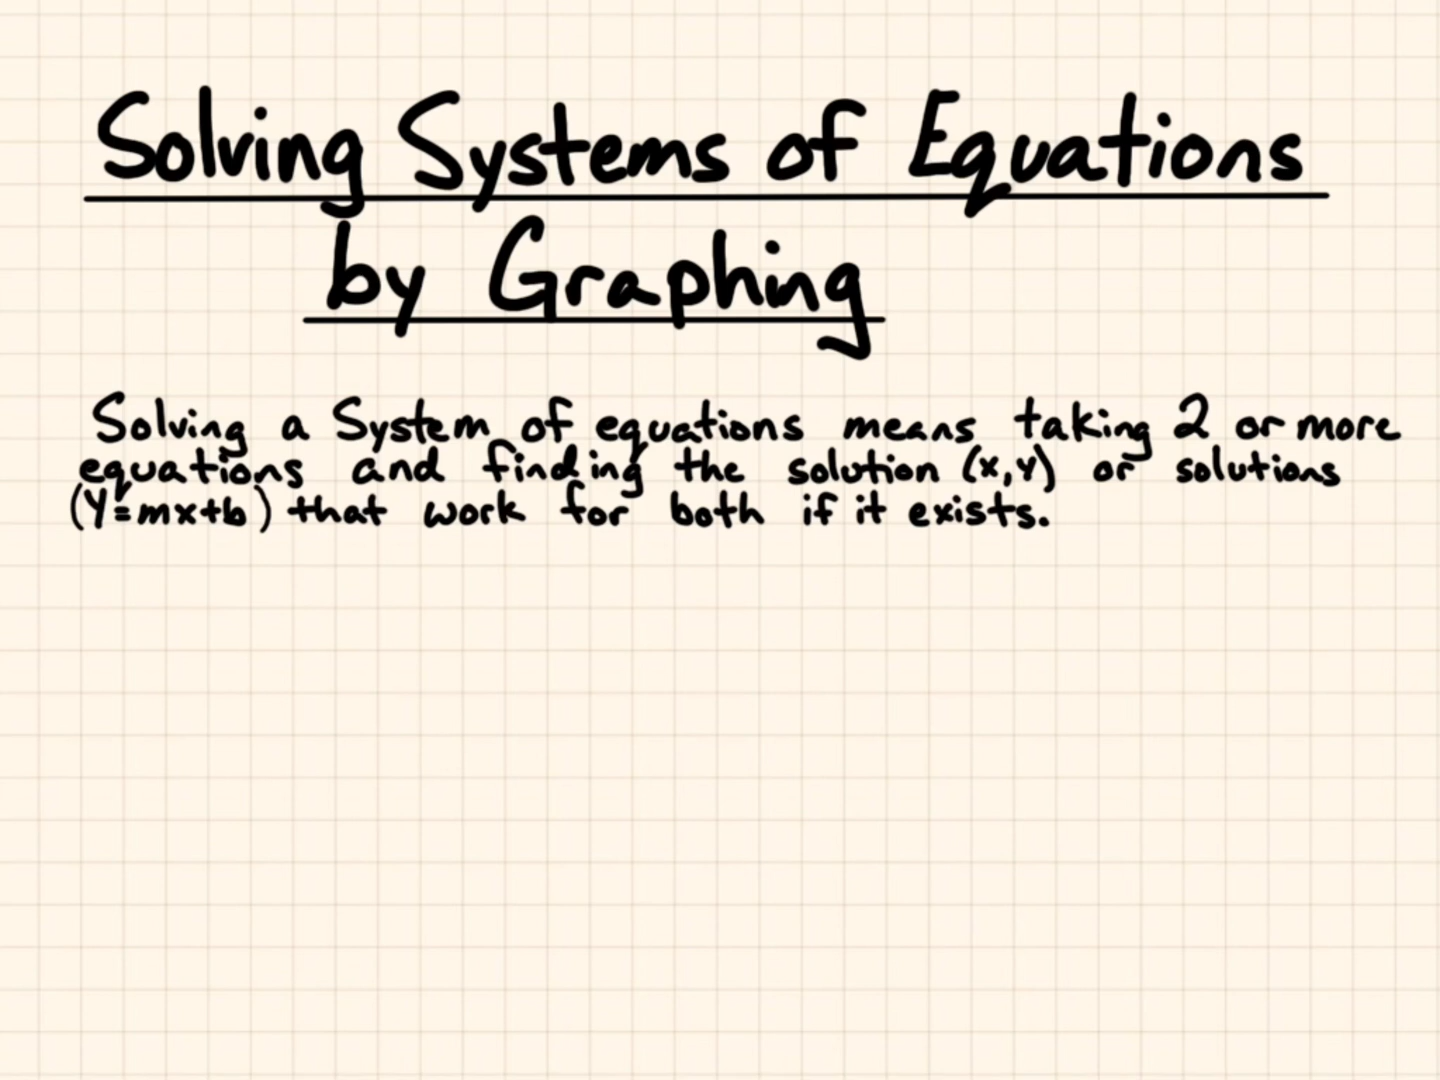 Solving Systems of Equations
by Graphing
Solving a System of equations means taking 2 or more
equations and finding the solution (x,y) or solutions
(y=mx+b) that work for both if it exists.